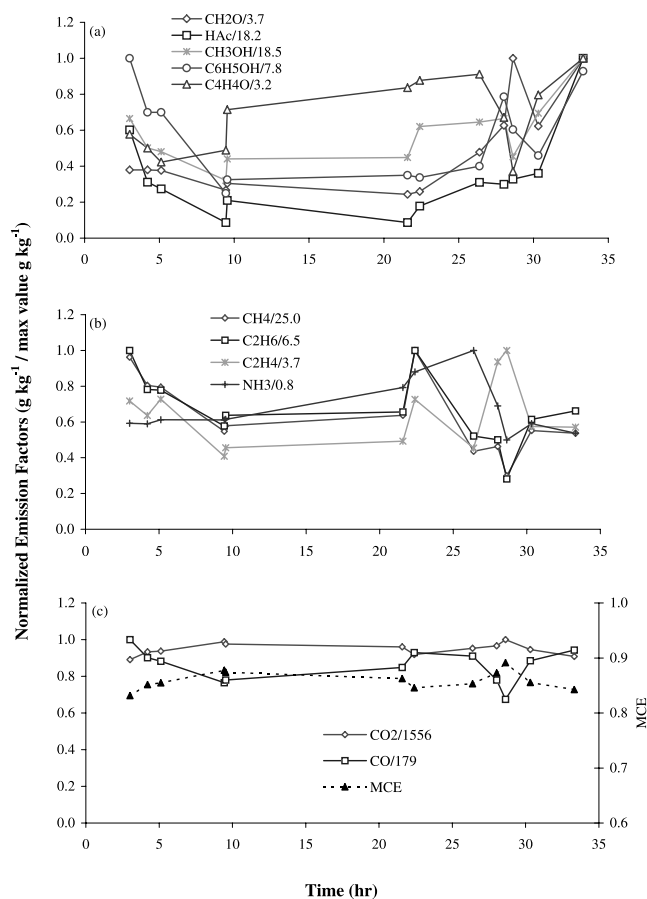 Normalized Emission Factors (g kg⁻¹ / max value g kg⁻¹)
(a)
CH2O/3.7
HAc/18.2
CH3OH/18.5
C6H5OH/7.8
C4H4O/3.2
1.0
0.8
0.6
0.4
0.2
0.0
0 5 10 15 20 25 30 35
(b)
CH4/25.0
C2H6/6.5
C2H4/3.7
NH3/0.8
1.2
1.0
0.8
0.6
0.4
0.2
0.0
0 5 10 15 20 25 30 35
(c)
1.2
1.0
0.8
0.6
0.4
0.2
0.0
CO2/1556
CO/179
MCE
1.0
0.9
0.8
0.7
0.6
MCE
0 5 10 15 20 25 30 35
Time (hr)